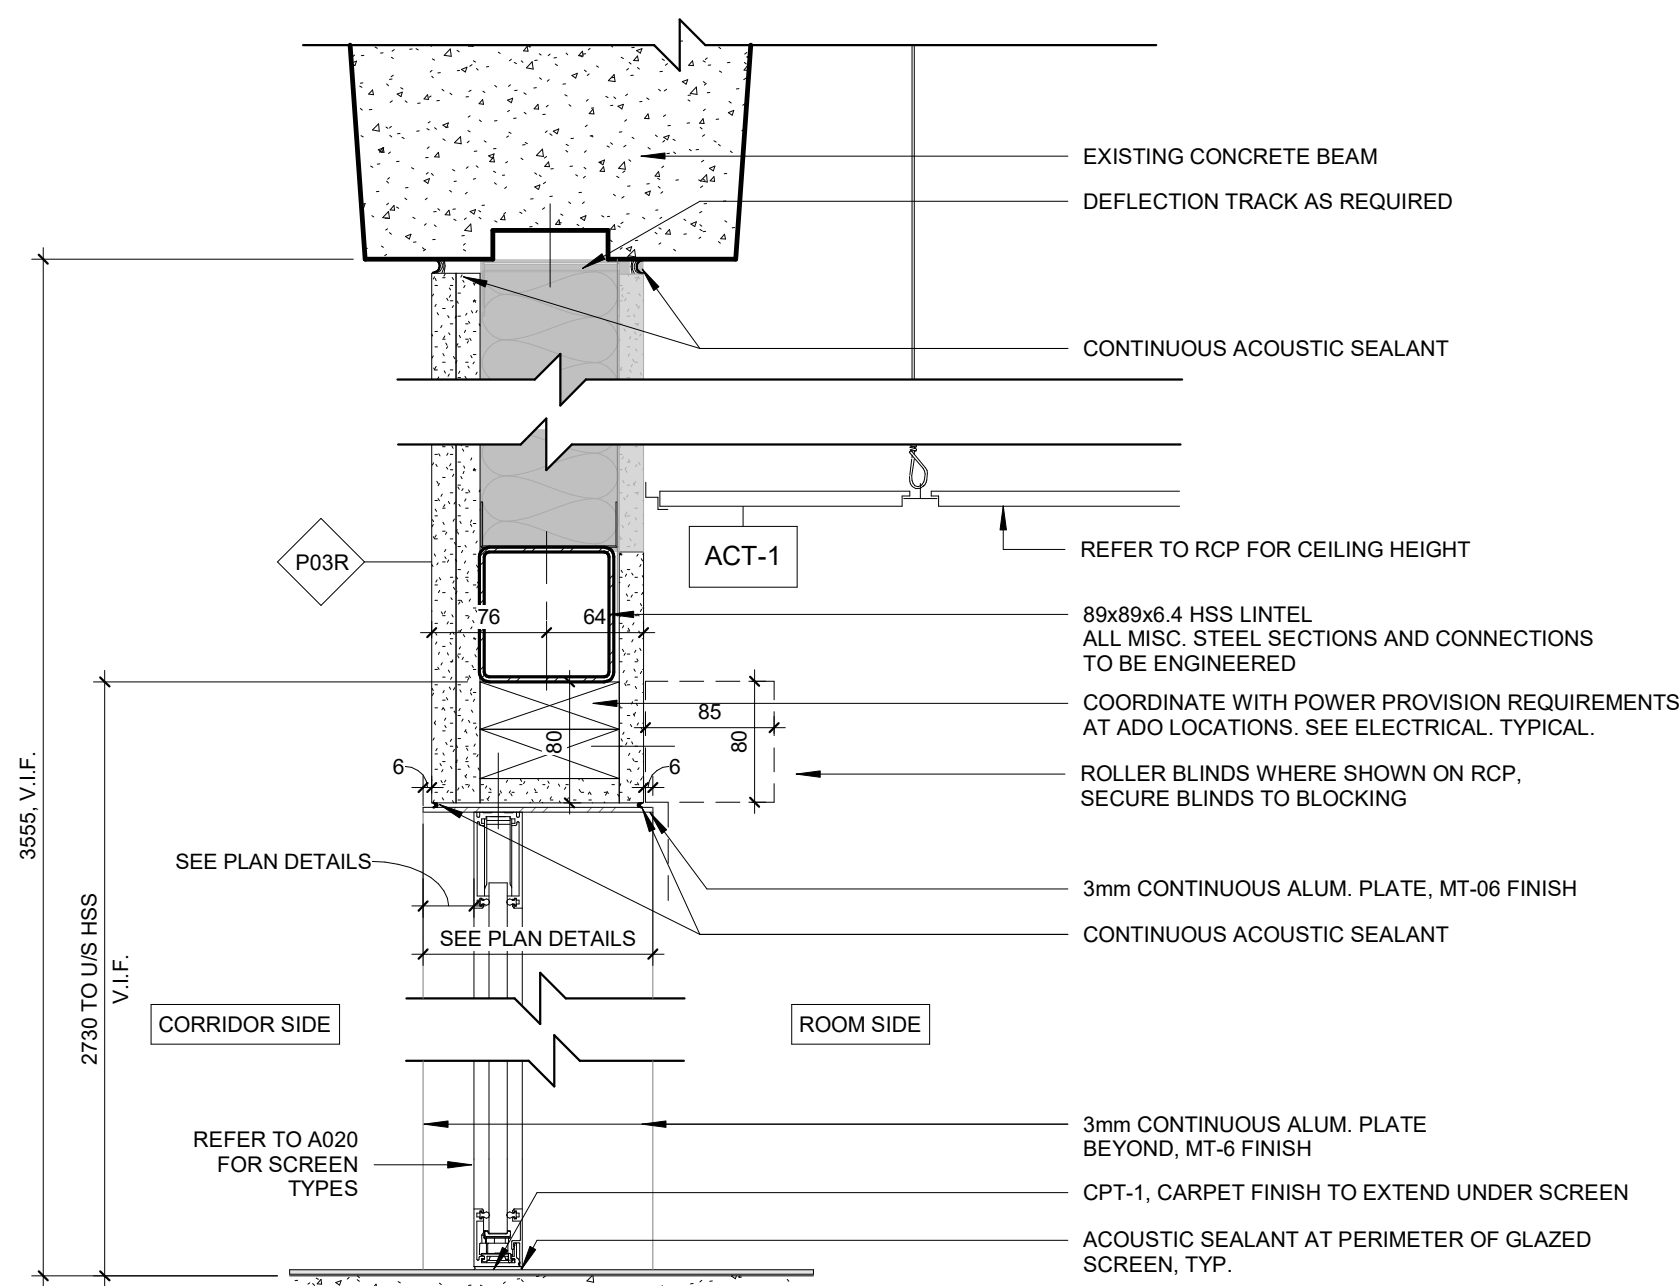 EXISTING CONCRETE BEAM
DEFLECTION TRACK AS REQUIRED
CONTINUOUS ACOUSTIC SEALANT
P03R
ACT-1
REFER TO RCP FOR CEILING HEIGHT
76
64
89x89x6.4 HSS LINTEL
ALL MISC. STEEL SECTIONS AND CONNECTIONS
TO BE ENGINEERED
COORDINATE WITH POWER PROVISION REQUIREMENTS
AT ADO LOCATIONS. SEE ELECTRICAL. TYPICAL.
85
80
80
6
6
ROLLER BLINDS WHERE SHOWN ON RCP,
SECURE BLINDS TO BLOCKING
3555, V.I.F.
2730 TO U/S HSS
V.I.F.
SEE PLAN DETAILS
3mm CONTINUOUS ALUM. PLATE, MT-06 FINISH
SEE PLAN DETAILS
CONTINUOUS ACOUSTIC SEALANT
CORRIDOR SIDE
ROOM SIDE
REFER TO A020
FOR SCREEN
TYPES
3mm CONTINUOUS ALUM. PLATE
BEYOND, MT-6 FINISH
CPT-1, CARPET FINISH TO EXTEND UNDER SCREEN
ACOUSTIC SEALANT AT PERIMETER OF GLAZED
SCREEN, TYP.